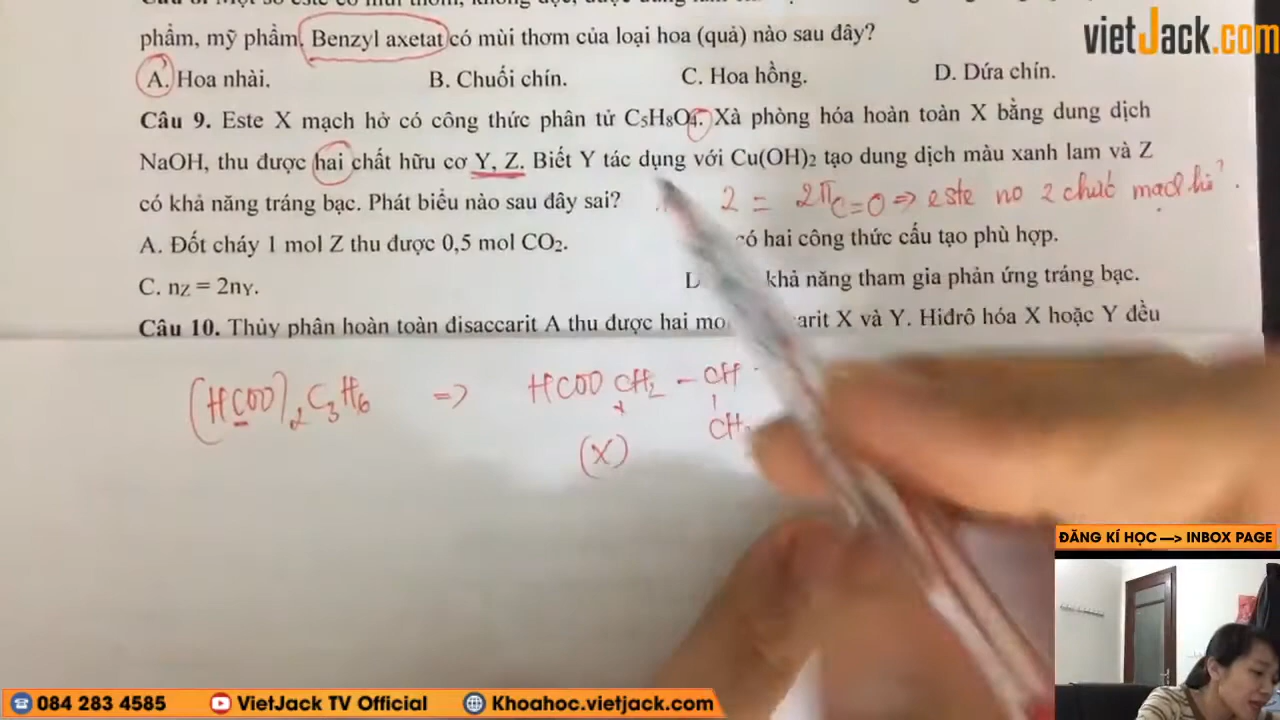 phẩm, mỹ phẩm. Benzyl axetat có mùi thơm của loại hoa (quả) nào sau đây?
vietJack.com
A. Hoa nhài. B. Chuối chín. C. Hoa hồng. D. Dứa chín.
Câu 9. Este X mạch hở có công thức phân tử C₅H₈O₄. Xà phòng hóa hoàn toàn X bằng dung dịch
NaOH, thu được hai chất hữu cơ Y, Z. Biết Y tác dụng với Cu(OH)₂ tạo dung dịch màu xanh lam và Z
có khả năng tráng bạc. Phát biểu nào sau đây sai?
2 = 2π C=O => este no 2 chức mạch hở
A. Đốt cháy 1 mol Z thu được 0,5 mol CO₂. có hai công thức cấu tạo phù hợp.
C. nZ = 2nY. khả năng tham gia phản ứng tráng bạc.
Câu 10. Thủy phân hoàn toàn đisaccarit A thu được hai arit X và Y. Hiđrô hóa X hoặc Y đều
(HCOO)₂C₃H₆ => HCOO CH₂ - CH
CH
(X)
ĐĂNG KÍ HỌC —> INBOX PAGE
084 283 4585 VietJack TV Official Khoahoc.vietjack.com